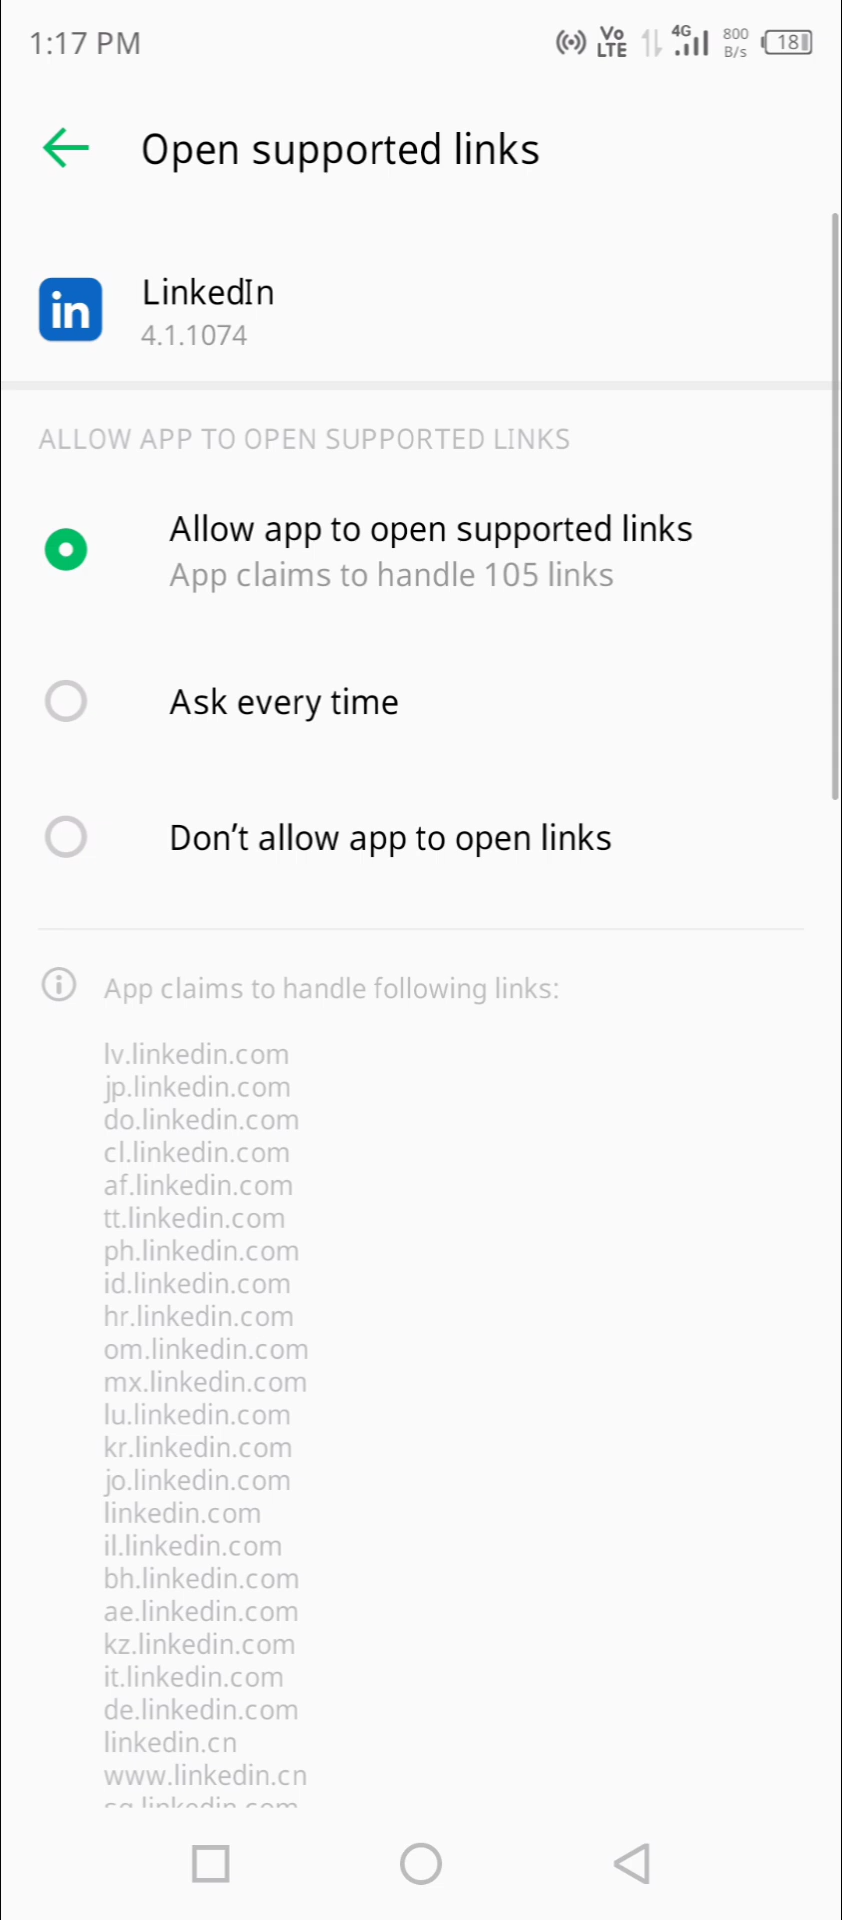 1:17 PM
Vo
LTE
4G
800
B/s
18
Open supported links
in
LinkedIn
4.1.1074
ALLOW APP TO OPEN SUPPORTED LINKS
Allow app to open supported links
App claims to handle 105 links
Ask every time
Don’t allow app to open links
App claims to handle following links:
lv.linkedin.com
jp.linkedin.com
do.linkedin.com
cl.linkedin.com
af.linkedin.com
tt.linkedin.com
ph.linkedin.com
id.linkedin.com
hr.linkedin.com
om.linkedin.com
mx.linkedin.com
lu.linkedin.com
kr.linkedin.com
jo.linkedin.com
linkedin.com
il.linkedin.com
bh.linkedin.com
ae.linkedin.com
kz.linkedin.com
it.linkedin.com
de.linkedin.com
linkedin.cn
www.linkedin.cn